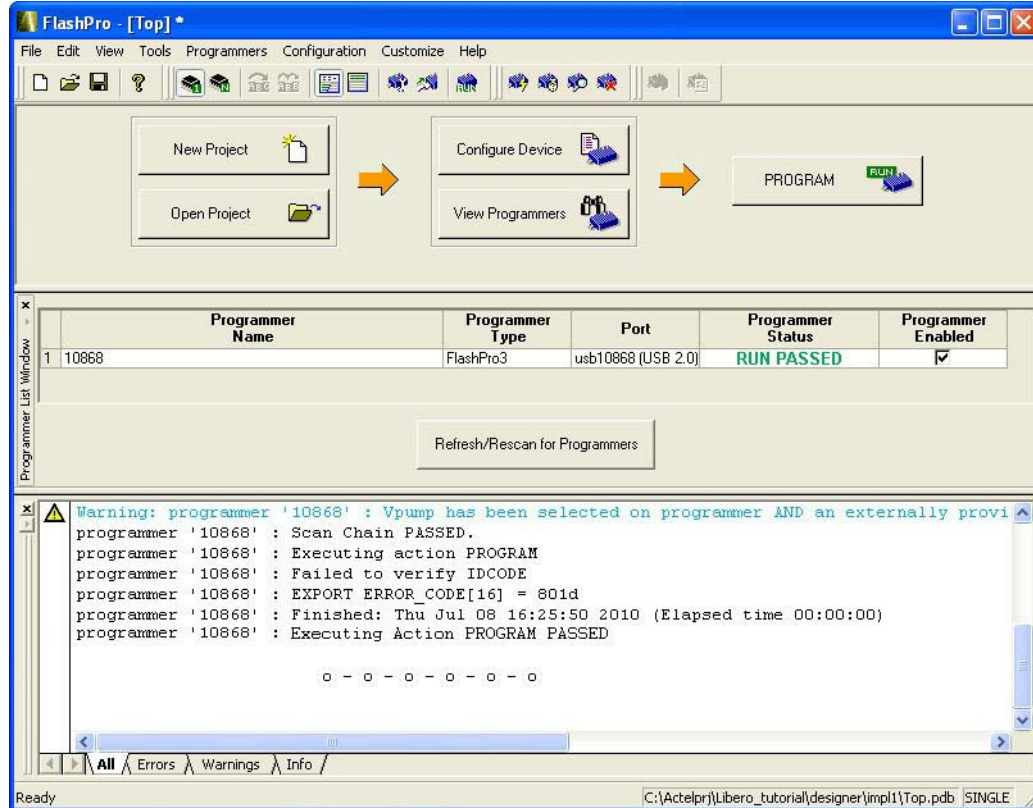 FlashPro - [Top] *
File Edit View Tools Programmers Configuration Customize Help
New Project
Open Project
Configure Device
View Programmers
PROGRAM
RUN
Programmer List Window
Programmer Name
Programmer Type
Port
Programmer Status
Programmer Enabled
1 10868 FlashPro3 usb10868 (USB 2.0) RUN PASSED
Refresh/Rescan for Programmers
Warning: programmer '10868' : Vpump has been selected on programmer AND an externally provi
programmer '10868' : Scan Chain PASSED.
programmer '10868' : Executing action PROGRAM
programmer '10868' : Failed to verify IDCODE
programmer '10868' : EXPORT ERROR_CODE[16] = 801d
programmer '10868' : Finished: Thu Jul 08 16:25:50 2010 (Elapsed time 00:00:00)
programmer '10868' : Executing Action PROGRAM PASSED
o - o - o - o - o - o
All Errors Warnings Info
Ready C:\Actelprj\Libero_tutorial\designer\impl1\Top.pdb SINGLE